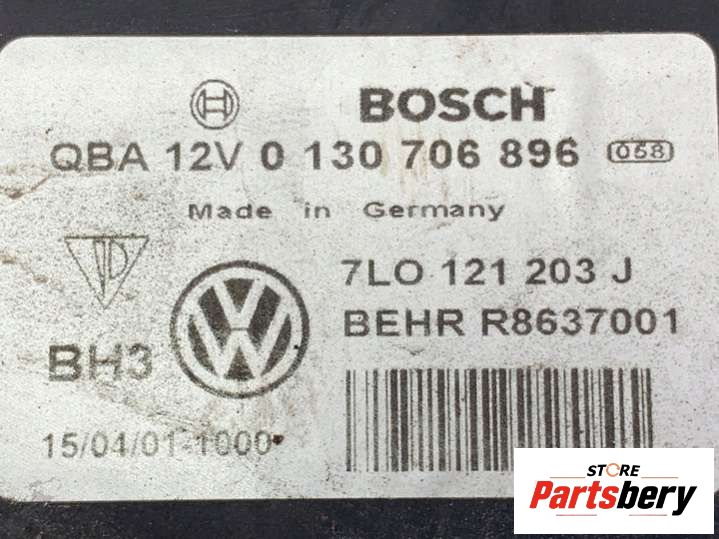 BOSCH
QBA 12V 0 130 706 896 058
Made in Germany
7L0 121 203 J
BEHR R8637001
BH3
15/04/01-1000
STORE
Partsbery